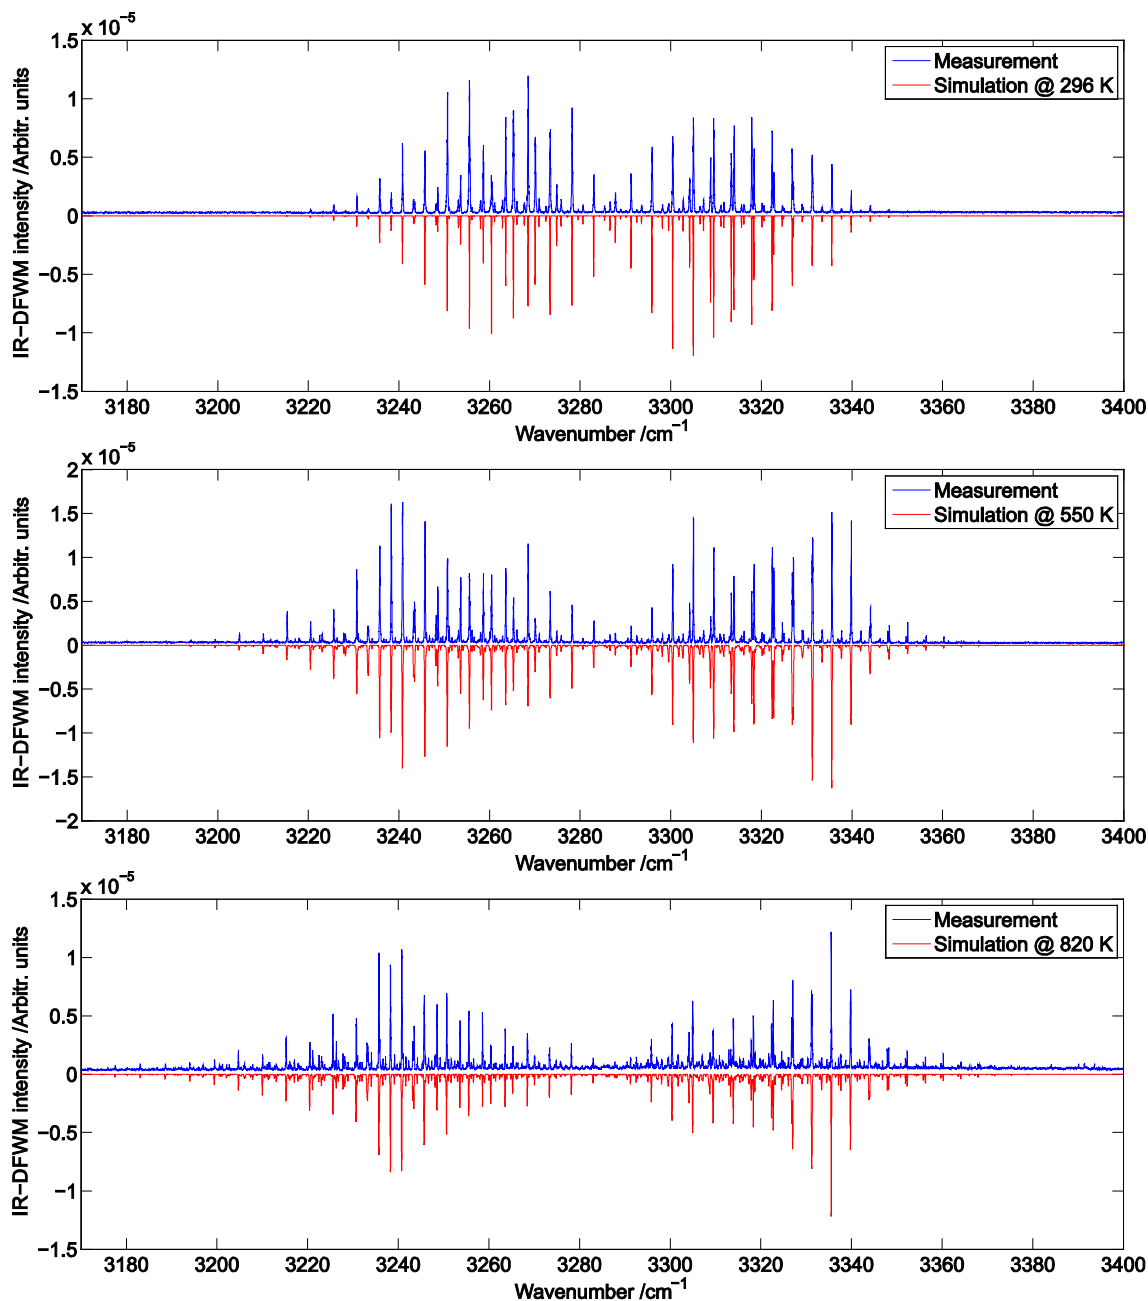 x 10⁻⁵
1.5
1
0.5
0
−0.5
−1
−1.5
IR−DFWM intensity /Arbitr. units
Measurement
Simulation @ 296 K
3180 3200 3220 3240 3260 3280 3300 3320 3340 3360 3380 3400
Wavenumber /cm⁻¹
x 10⁻⁵
2
1.5
1
0.5
0
−0.5
−1
−1.5
−2
IR−DFWM intensity /Arbitr. units
Measurement
Simulation @ 550 K
3180 3200 3220 3240 3260 3280 3300 3320 3340 3360 3380 3400
Wavenumber /cm⁻¹
x 10⁻⁵
1.5
1
0.5
0
−0.5
−1
−1.5
IR−DFWM intensity /Arbitr. units
Measurement
Simulation @ 820 K
3180 3200 3220 3240 3260 3280 3300 3320 3340 3360 3380 3400
Wavenumber /cm⁻¹